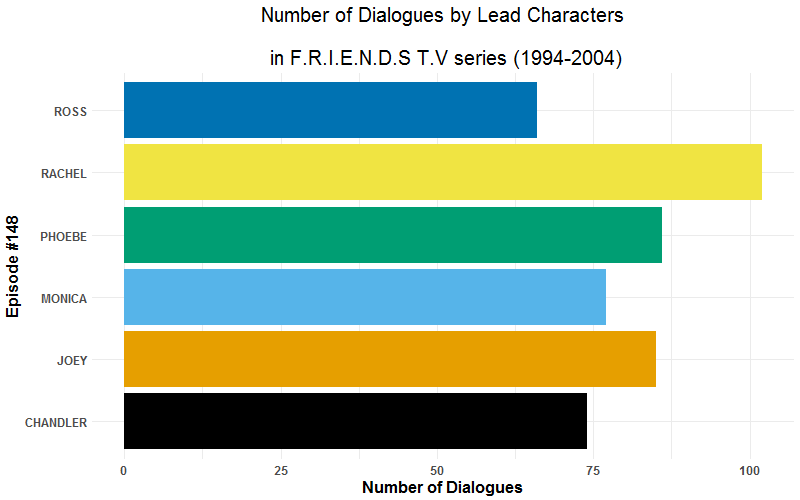 Number of Dialogues by Lead Characters
in F.R.I.E.N.D.S T.V series (1994-2004)
Episode #148
ROSS
RACHEL
PHOEBE
MONICA
JOEY
CHANDLER
0 25 50 75 100
Number of Dialogues